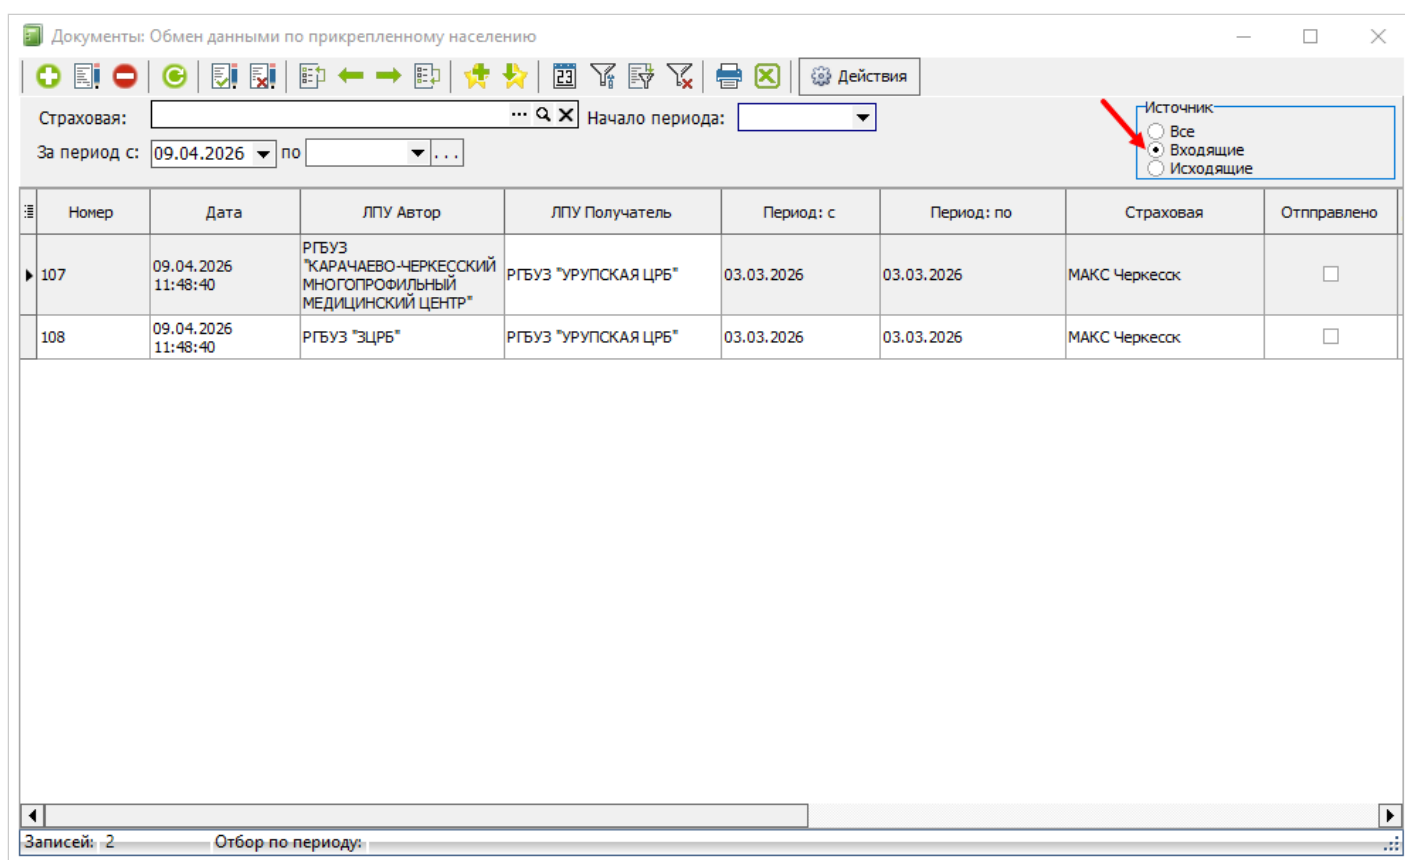 Документы: Обмен данными по прикрепленному населению
23
Действия
Страховая:
... Начало периода:
За период с: 09.04.2026 по
...
Источник
Все
Входящие
Исходящие
Номер Дата ЛПУ Автор ЛПУ Получатель Период: с Период: по Страховая Отпправлено
107
09.04.2026
11:48:40
РГБУЗ
"КАРАЧАЕВО-ЧЕРКЕССКИЙ
МНОГОПРОФИЛЬНЫЙ
МЕДИЦИНСКИЙ ЦЕНТР"
РГБУЗ "УРУПСКАЯ ЦРБ"
03.03.2026
03.03.2026
МАКС Черкесск
108
09.04.2026
11:48:40
РГБУЗ "ЗЦРБ"
РГБУЗ "УРУПСКАЯ ЦРБ"
03.03.2026
03.03.2026
МАКС Черкесск
Записей: 2 Отбор по периоду: